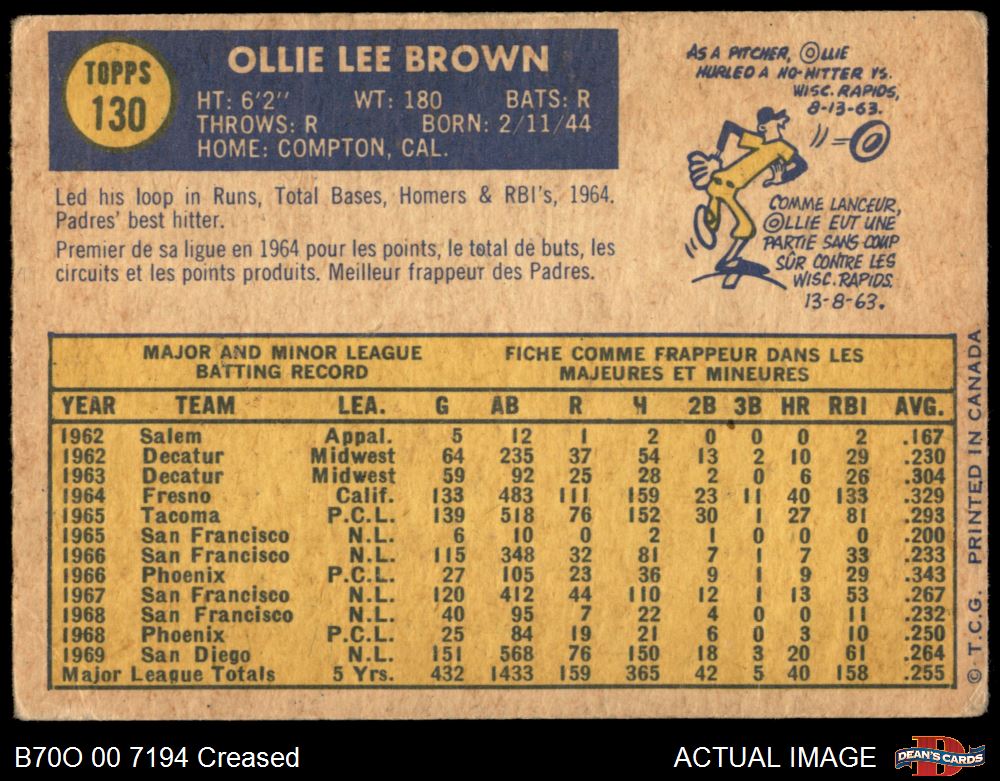 TOPPS
130
OLLIE LEE BROWN
HT: 6'2" WT: 180 BATS: R
THROWS: R BORN: 2/11/44
HOME: COMPTON, CAL.
Led his loop in Runs, Total Bases, Homers & RBI's, 1964.
Padres' best hitter.
Premier de sa ligue en 1964 pour les points, le total de buts, les
circuits et les points produits. Meilleur frappeur des Padres.
AS A PITCHER, OLLIE
HURLED A NO-HITTER VS.
WISC. RAPIDS,
8-13-63.
COMME LANCEUR,
OLLIE EUT UNE
PARTIE SANS COUP
SÛR CONTRE LES
WISC. RAPIDS.
13-8-63.
MAJOR AND MINOR LEAGUE
BATTING RECORD
FICHE COMME FRAPPEUR DANS LES
MAJEURES ET MINEURES
YEAR TEAM LEA. G AB R H 2B 3B HR RBI AVG.
1962 Salem Appal. 5 12 1 2 0 0 0 2 .167
1962 Decatur Midwest 64 235 37 54 13 2 10 29 .230
1963 Decatur Midwest 59 92 25 28 2 0 6 26 .304
1964 Fresno Calif. 133 483 111 159 23 11 40 133 .329
1965 Tacoma P.C.L. 139 518 76 152 30 1 27 81 .293
1965 San Francisco N.L. 6 10 0 2 1 0 0 0 .200
1966 San Francisco N.L. 115 348 32 81 7 1 7 33 .233
1966 Phoenix P.C.L. 27 105 23 36 9 1 9 29 .343
1967 San Francisco N.L. 120 412 44 110 12 1 13 53 .267
1968 San Francisco N.L. 40 95 7 22 4 0 0 11 .232
1968 Phoenix P.C.L. 25 84 19 21 6 0 3 10 .250
1969 San Diego N.L. 151 568 76 150 18 3 20 61 .264
Major League Totals 5 Yrs. 432 1433 159 365 42 5 40 158 .255
© T.C.G. PRINTED IN CANADA
B70O 00 7194 Creased
ACTUAL IMAGE
D
DEAN'S CARDS